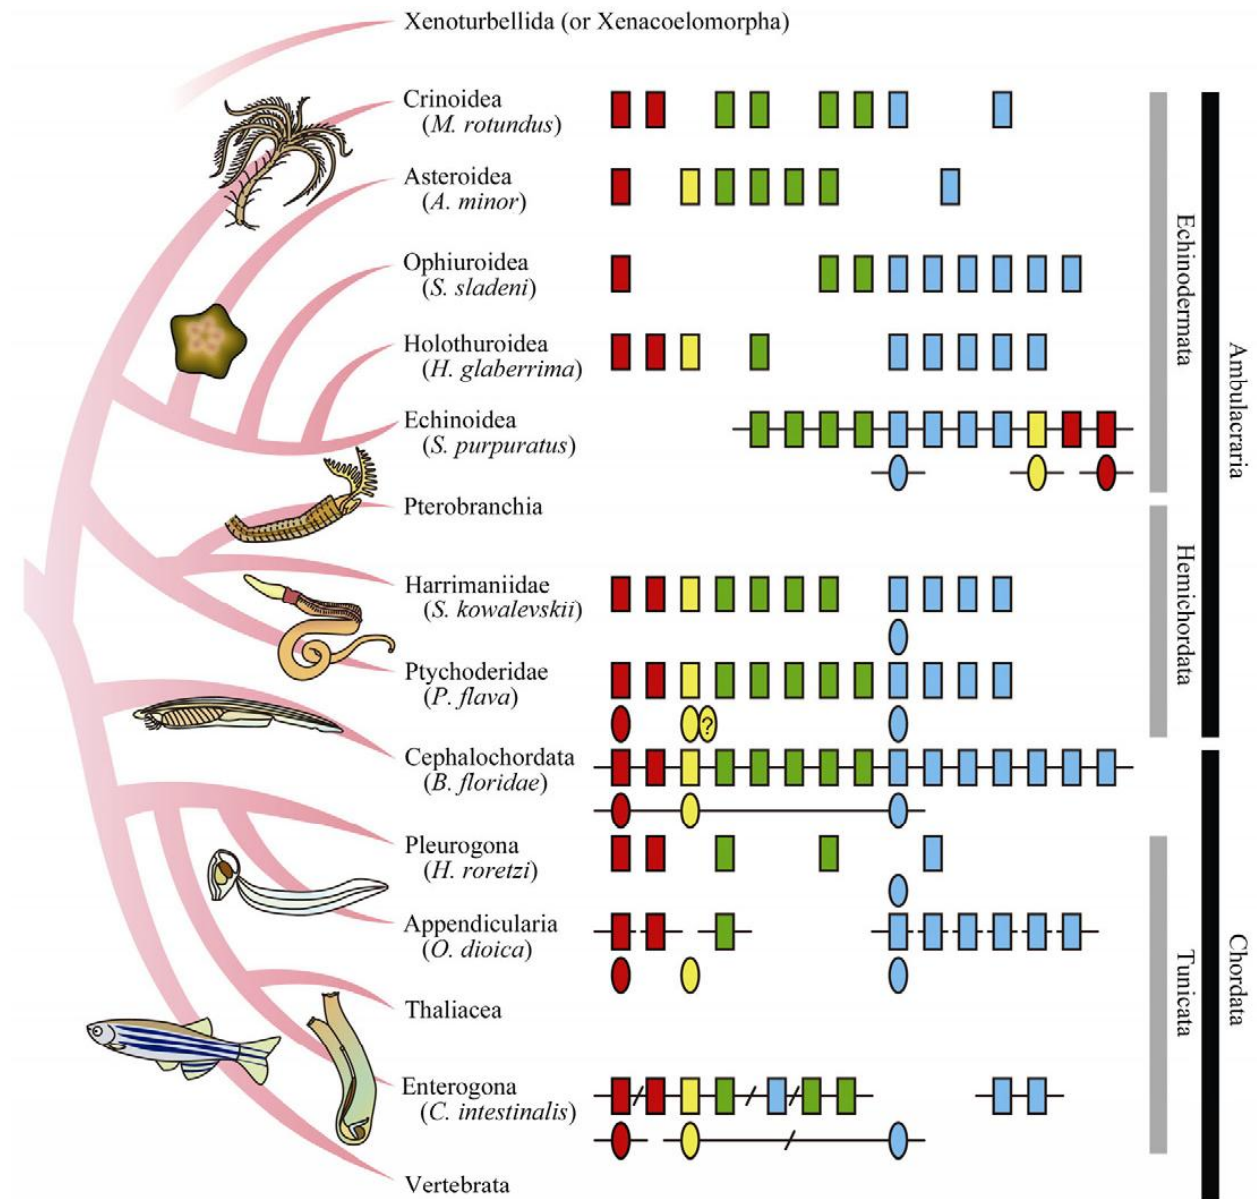 Xenoturbellida (or Xenacoelomorpha)
Crinoidea
(M. rotundus)
Asteroidea
(A. minor)
Ophiuroidea
(S. sladeni)
Holothuroidea
(H. glaberrima)
Echinoidea
(S. purpuratus)
Pterobranchia
Harrimaniidae
(S. kowalevskii)
Ptychoderidae
(P. flava)
?
Cephalochordata
(B. floridae)
Pleurogona
(H. roretzi)
Appendicularia
(O. dioica)
Thaliacea
Enterogona
(C. intestinalis)
Vertebrata
Echinodermata
Hemichordata
Tunicata
Ambulacraria
Chordata